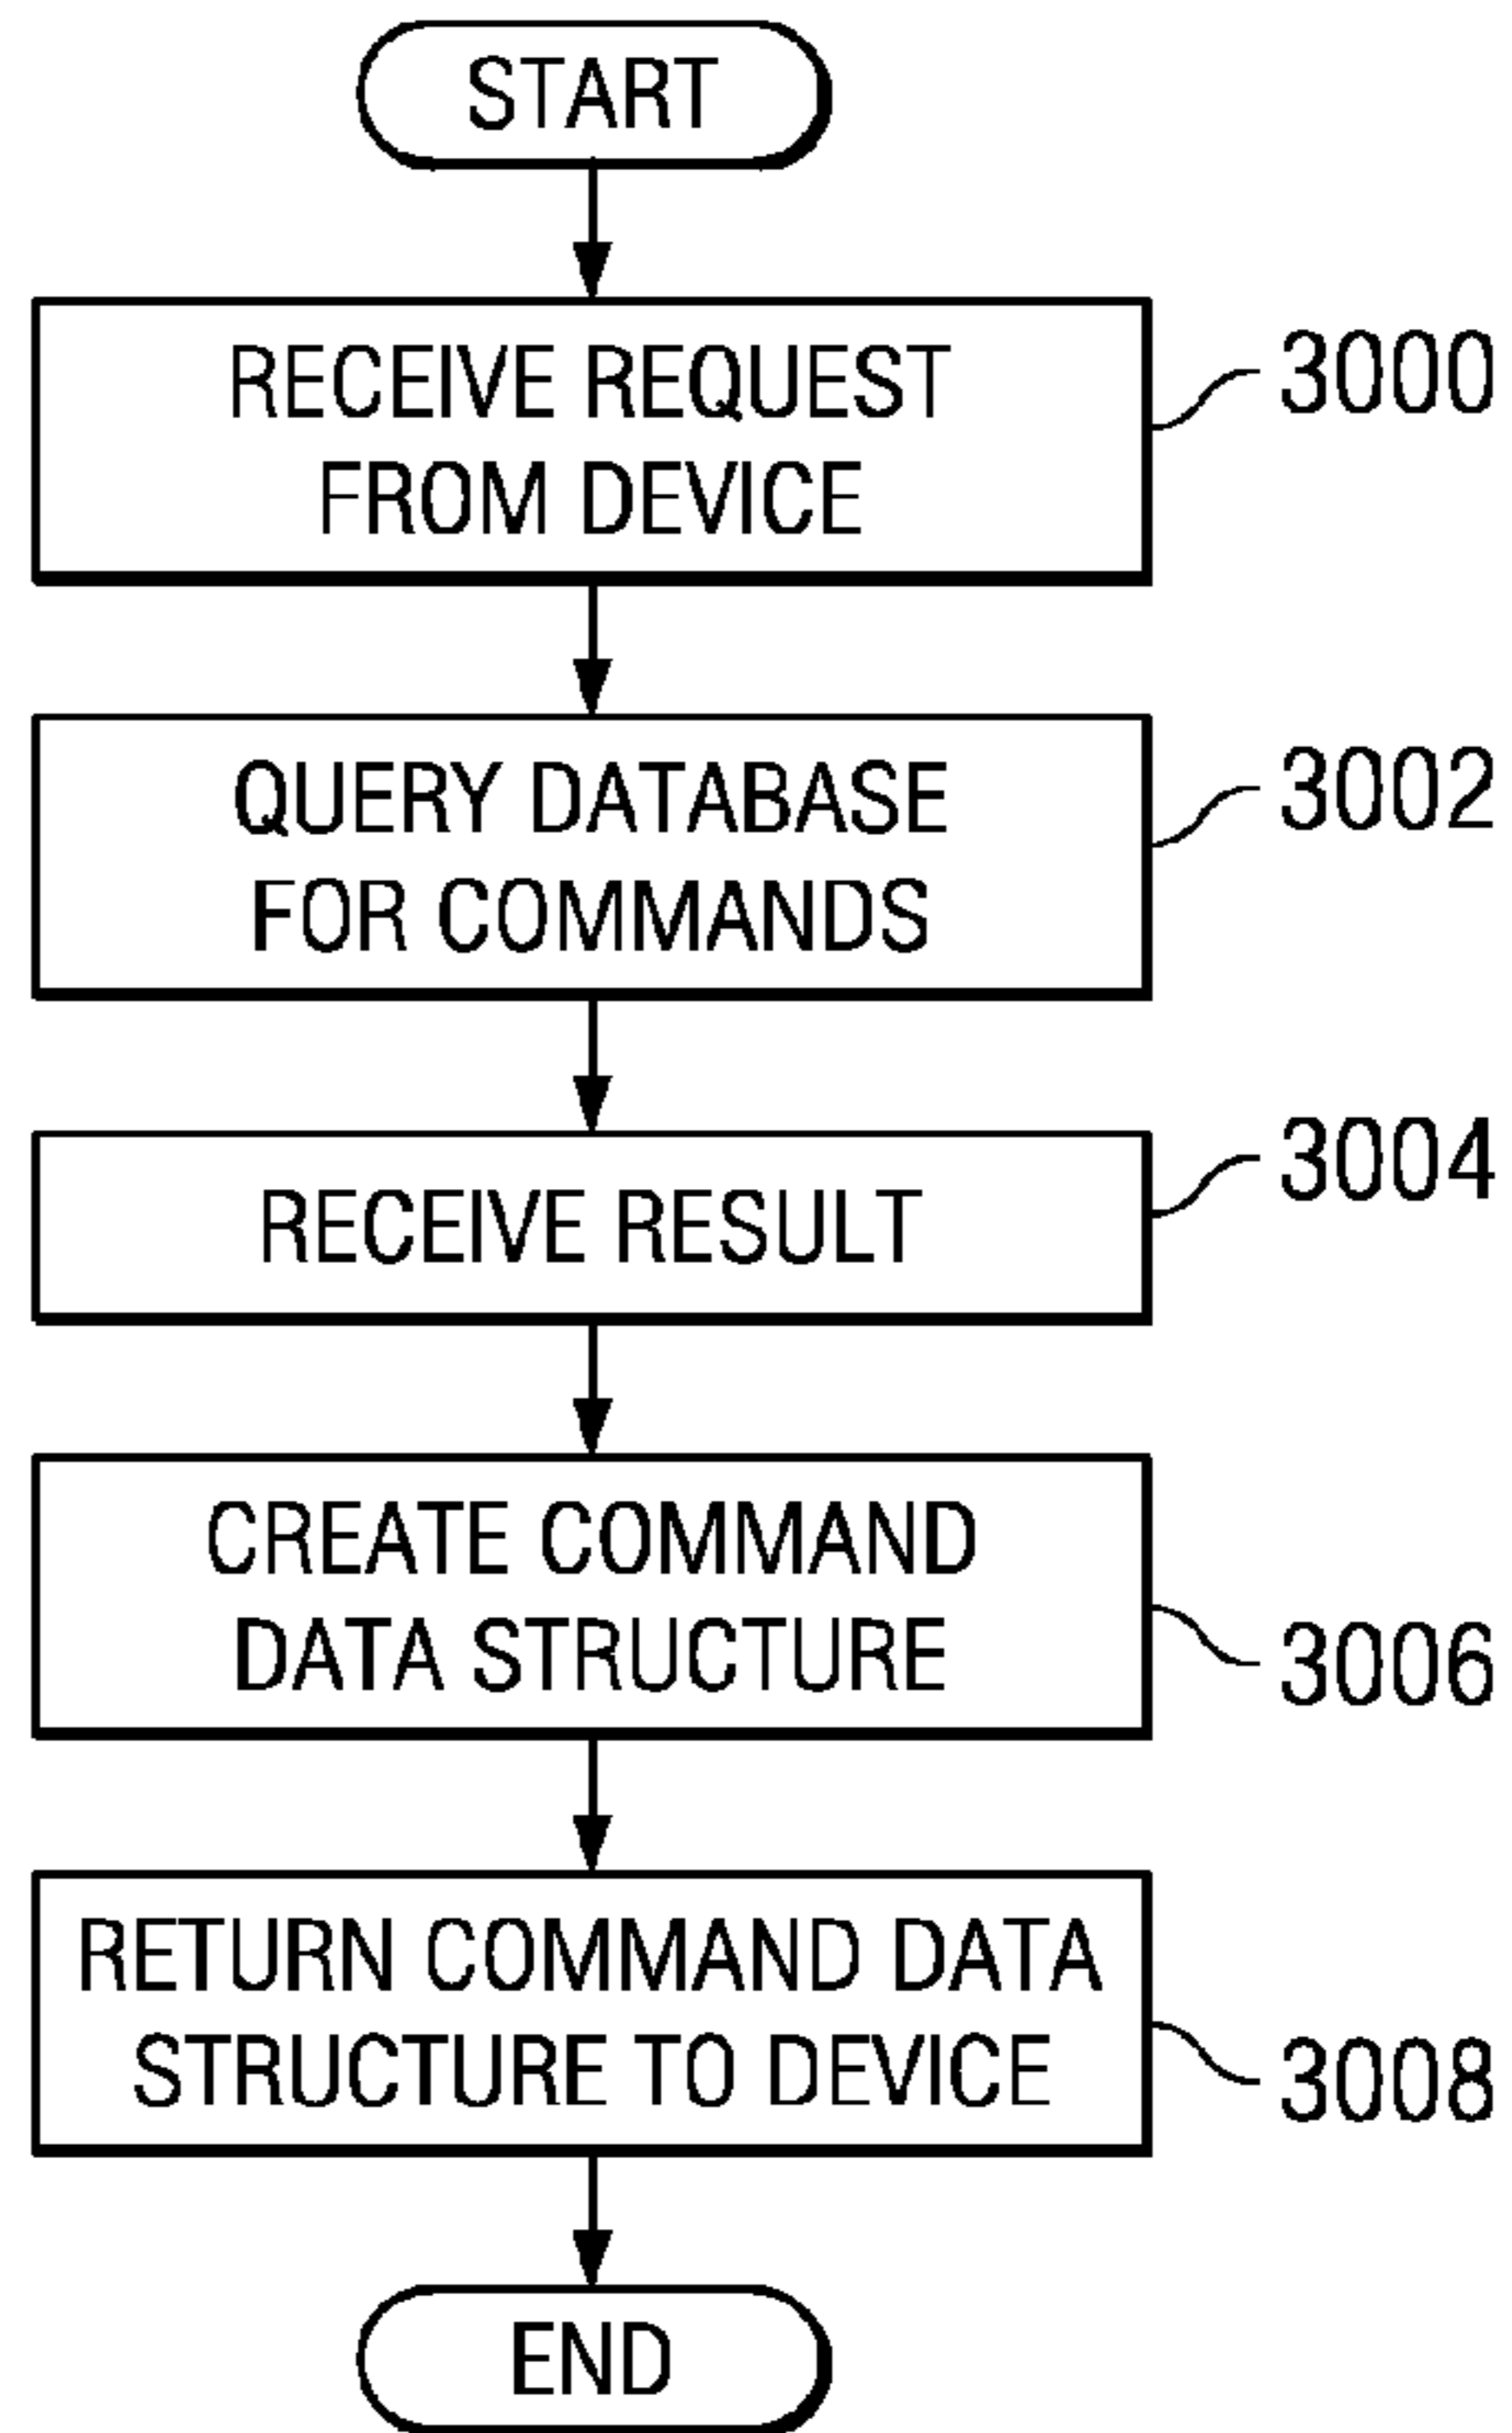 START
RECEIVE REQUEST
FROM DEVICE
3000
QUERY DATABASE
FOR COMMANDS
3002
RECEIVE RESULT
3004
CREATE COMMAND
DATA STRUCTURE
3006
RETURN COMMAND DATA
STRUCTURE TO DEVICE
3008
END